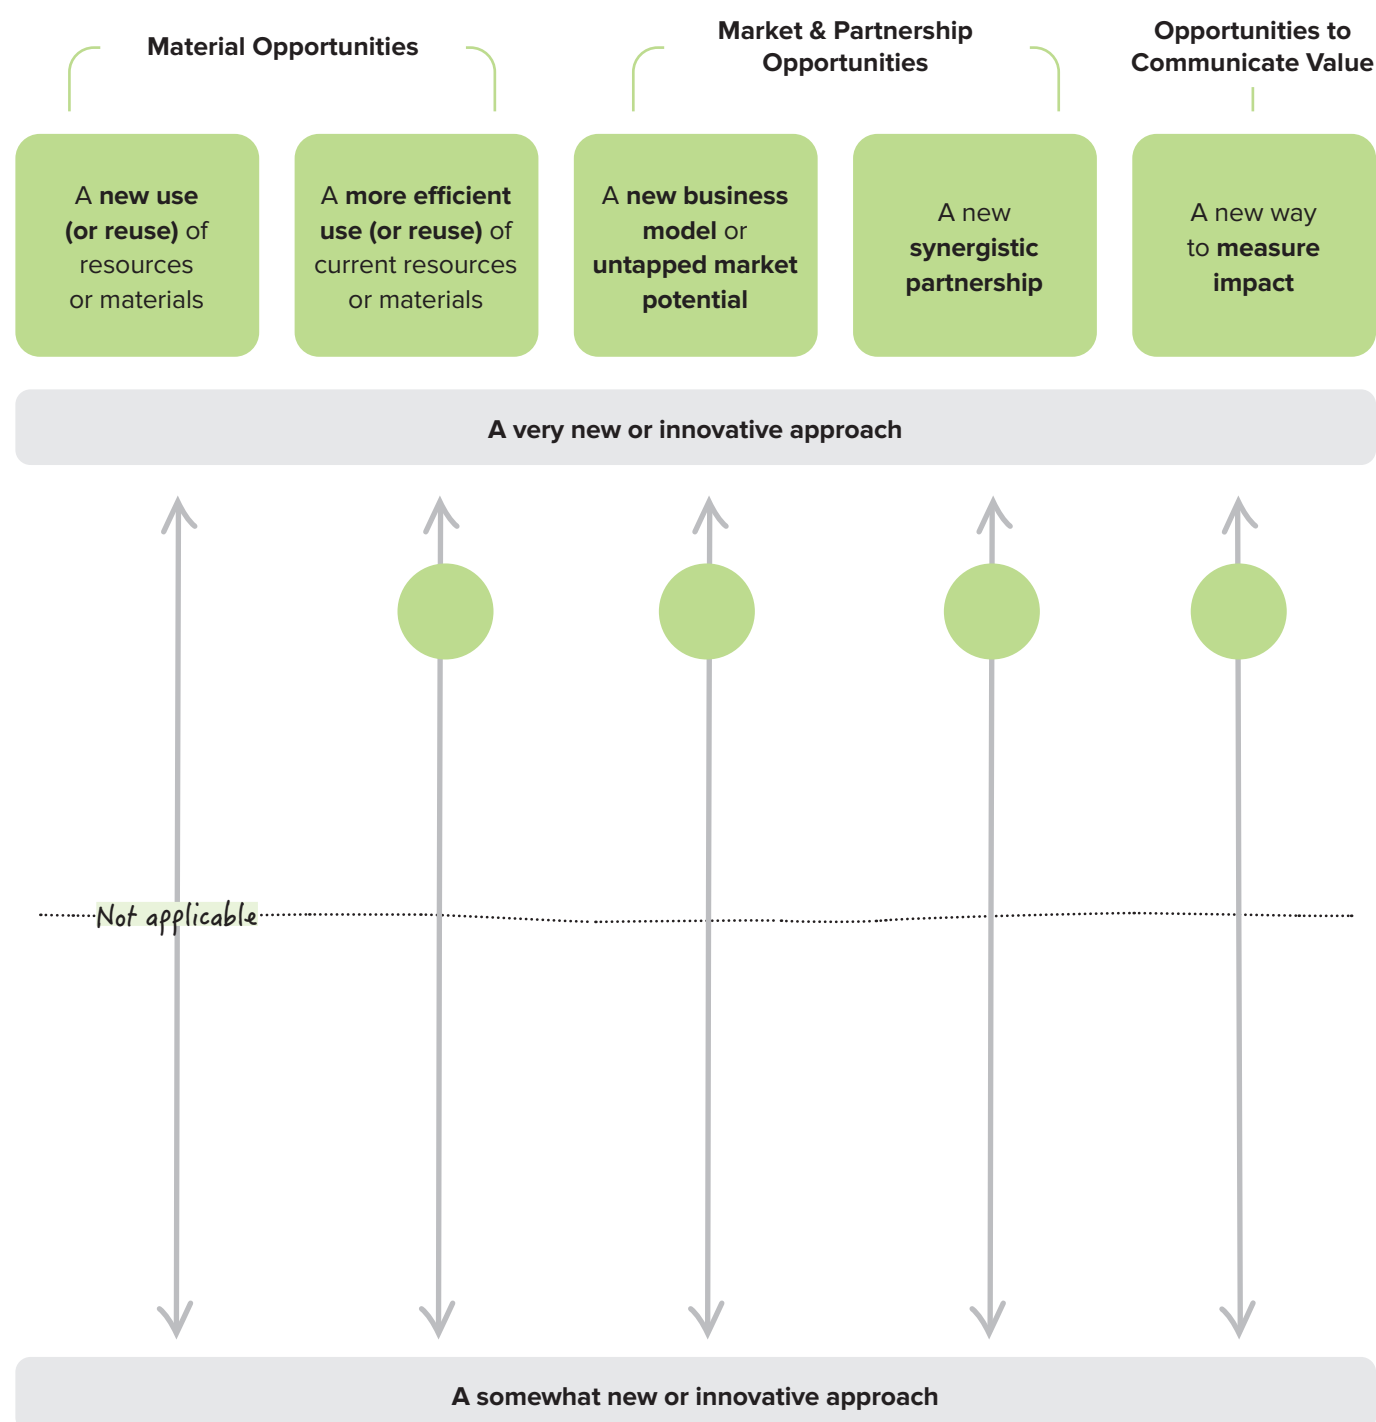 Material Opportunities
Market & Partnership
Opportunities
Opportunities to
Communicate Value
A new use
(or reuse) of
resources
or materials
A more efficient
use (or reuse) of
current resources
or materials
A new business
model or
untapped market
potential
A new
synergistic
partnership
A new way
to measure
impact
A very new or innovative approach
Not applicable
A somewhat new or innovative approach